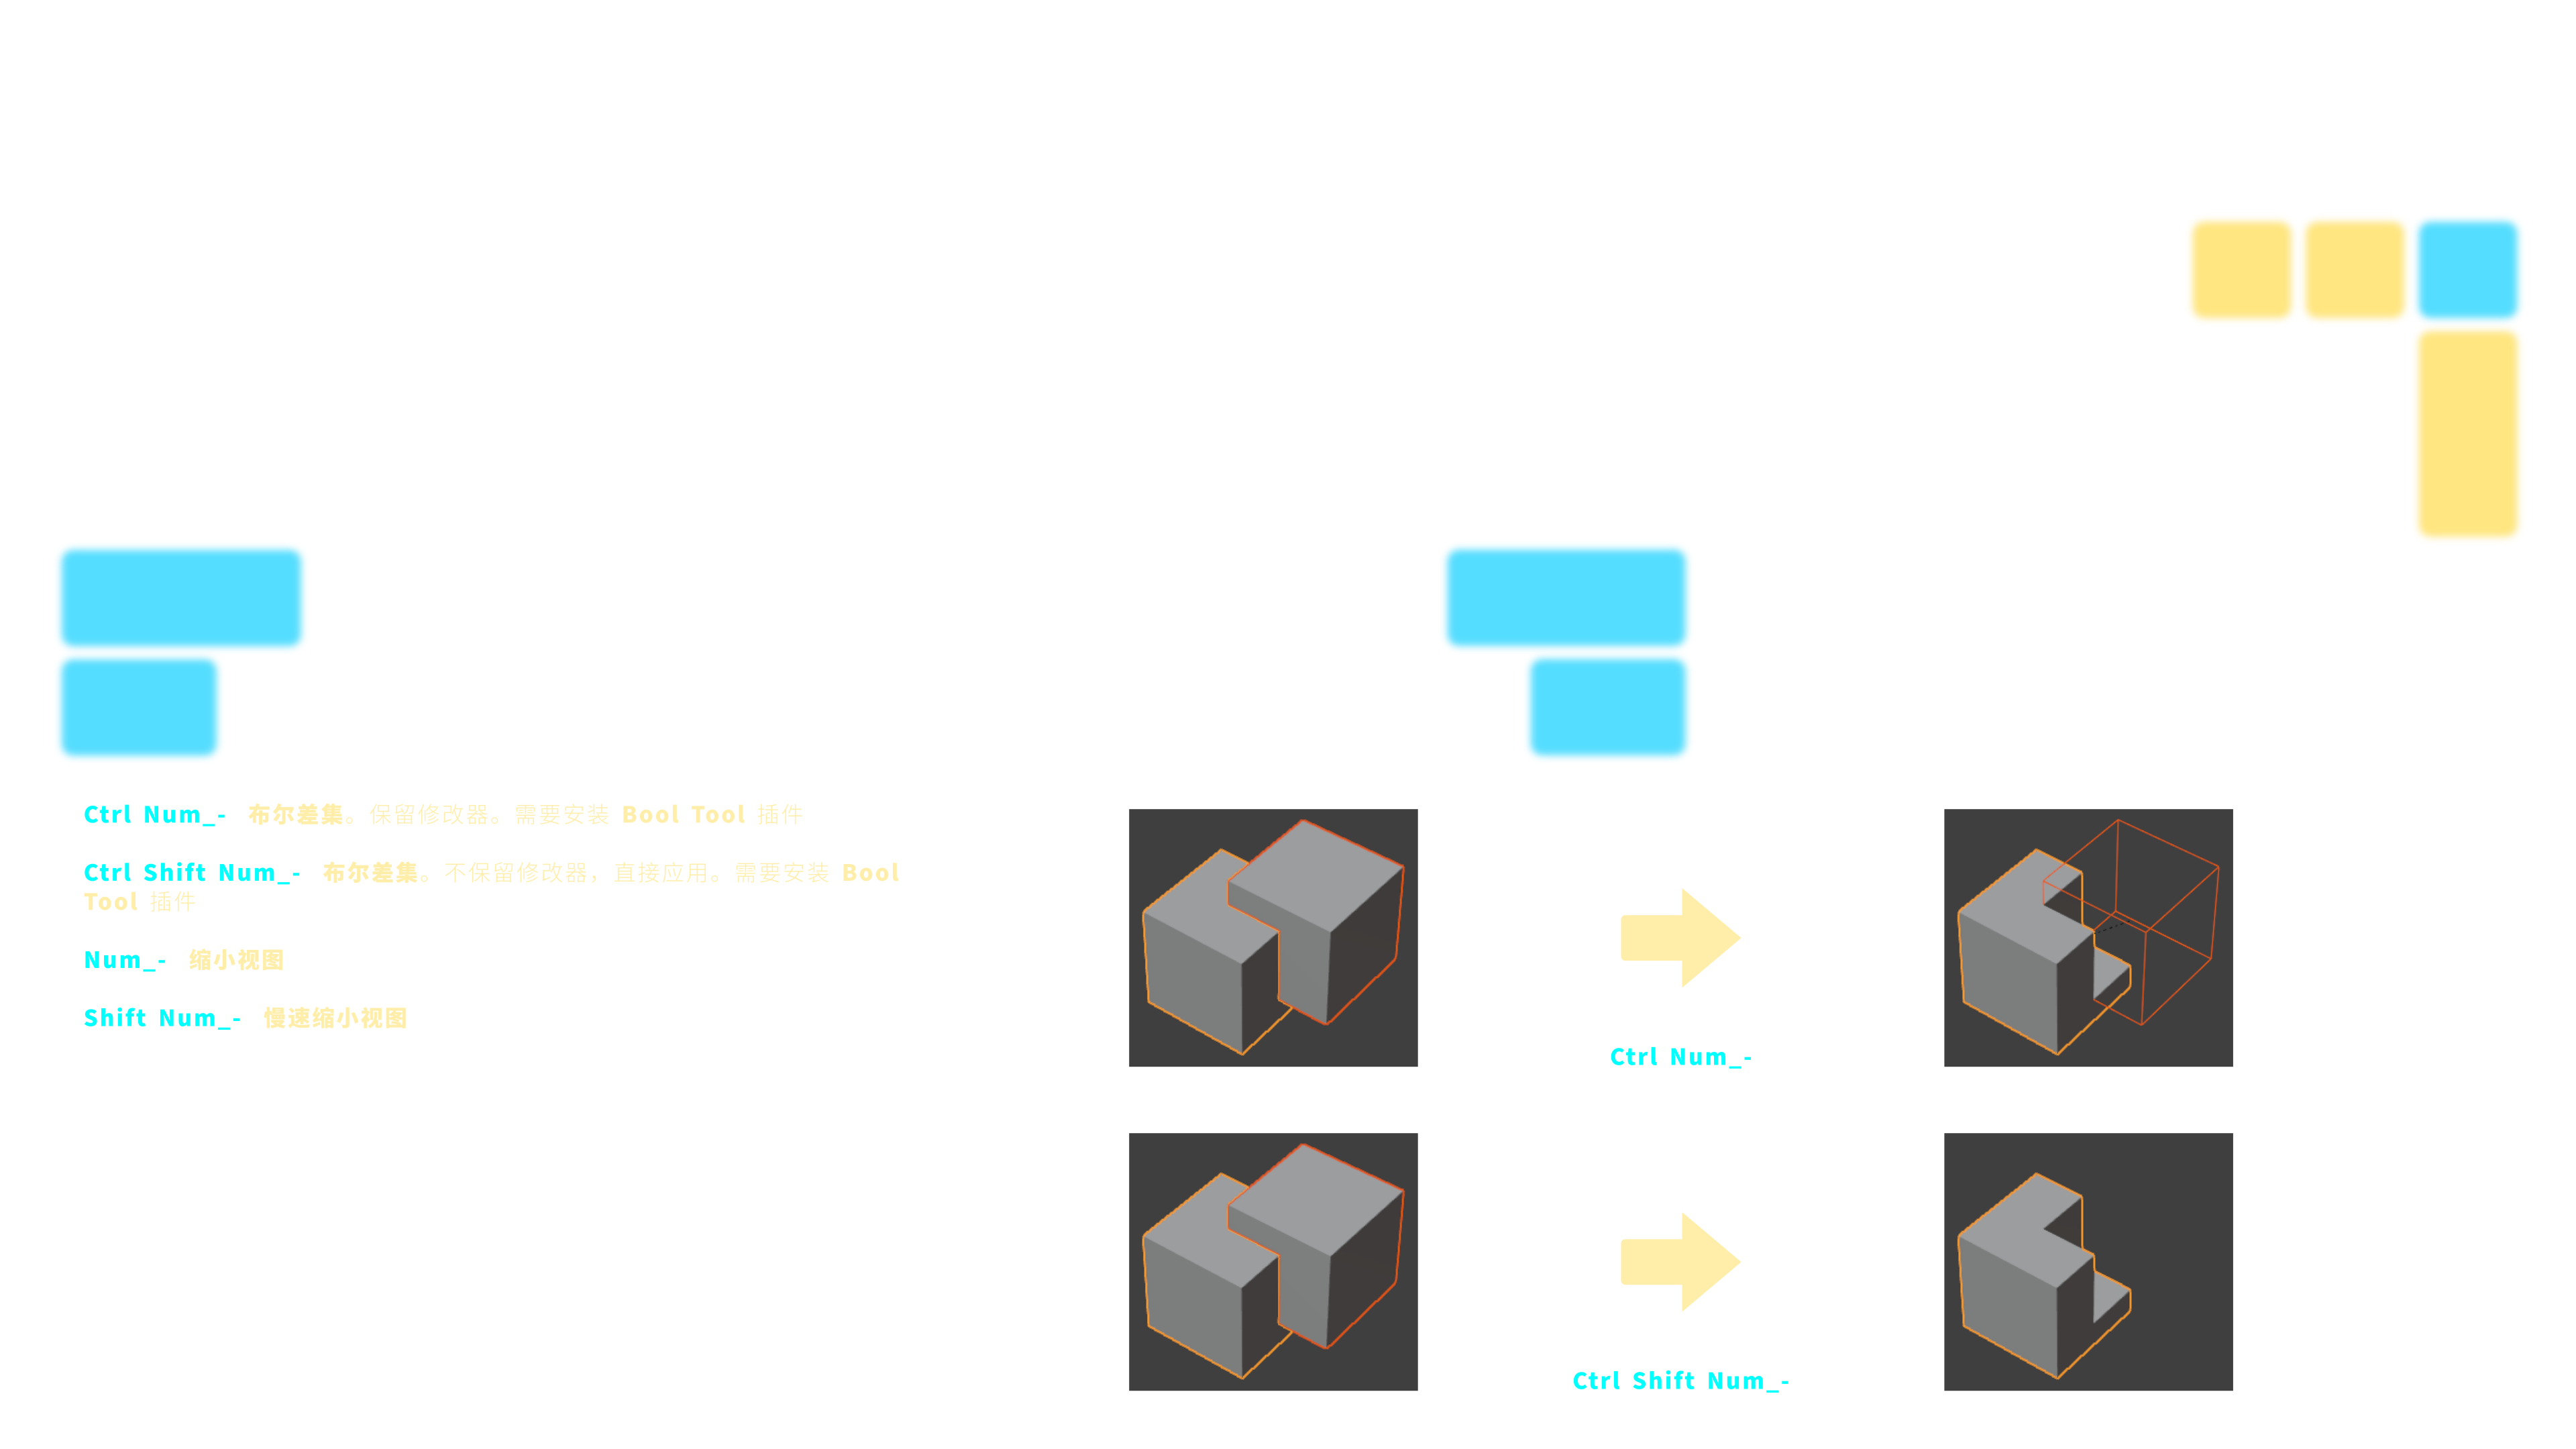 Ctrl Num_- 布尔差集。保留修改器。需要安装 Bool Tool 插件
Ctrl Shift Num_- 布尔差集。不保留修改器，直接应用。需要安装 Bool
Tool 插件
Num_- 缩小视图
Shift Num_- 慢速缩小视图
Ctrl Num_-
Ctrl Shift Num_-